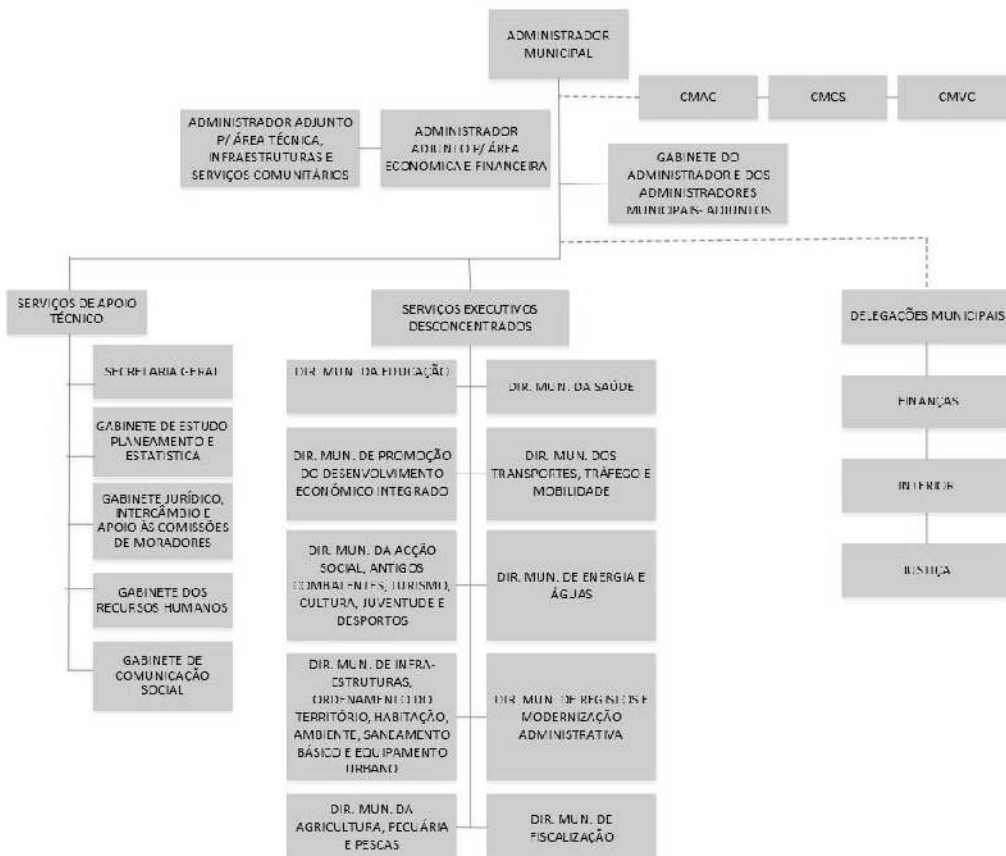 ADMINISTRADOR
MUNICIPAL
CMAC
CMCS
CMVC
ADMINISTRADOR ADJUNTO
P/ ÁREA TÉCNICA,
INFRAESTRUTURAS E
SERVIÇOS COMUNITÁRIOS
ADMINISTRADOR
ADJUNTO P/ ÁREA
ECONÓMICA E FINANCEIRA
GABINETE DO
ADMINISTRADOR E DOS
ADMINISTRADORES
MUNICIPAIS- ADJUNTOS
SERVIÇOS DE APOIO
TÉCNICO
SECRETARIA GERAL
GABINETE DE ESTUDO
PLANEAMENTO E
ESTATISTICA
GABINETE JURÍDICO,
INTERCÂMBIO E
APOIO ÀS COMISSÕES
DE MORADORES
GABINETE DOS
RECURSOS HUMANOS
GABINETE DE
COMUNICAÇÃO
SOCIAL
SERVIÇOS EXECUTIVOS
DESCONCENTRADOS
DIR. MUN. DA EDUCAÇÃO
DIR. MUN. DA SAÚDE
DIR. MUN. DE PROMOÇÃO
DO DESENVOLVIMENTO
ECONÓMICO INTEGRADO
DIR. MUN. DOS
TRANSPORTES, TRÁFEGO E
MOBILIDADE
DIR. MUN. DA ACÇÃO
SOCIAL, ANTIGOS
COMBATENTES, TURISMO,
CULTURA, JUVENTUDE E
DESPORTOS
DIR. MUN. DE ENERGIA E
ÁGUAS
DIR. MUN. DE INFRA-
ESTRUTURAS,
ORDENAMENTO DO
TERRITÓRIO, HABITAÇÃO,
AMBIENTE, SANEAMENTO
BÁSICO E EQUIPAMENTO
URBANO
DIR. MUN. DE REGISTOS E
MODERNIZAÇÃO
ADMINISTRATIVA
DIR. MUN. DA
AGRICULTURA, PECUÁRIA
E PESCAS
DIR. MUN. DE
FISCALIZAÇÃO
DELEGAÇÕES MUNICIPAIS
FINANÇAS
INTERIOR
JUSTIÇA